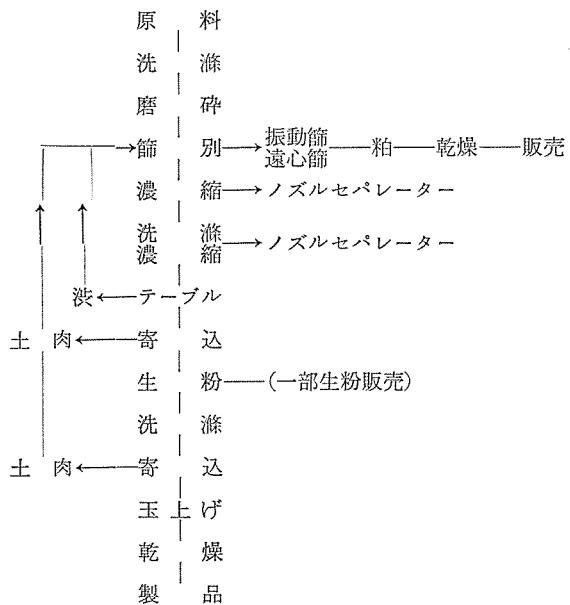 原料
洗滌
磨砕
篩別 振動篩 遠心篩 粕 乾燥 販売
濃縮 ノズルセパレーター
洗滌
濃縮 ノズルセパレーター
渋 テーブル
土肉 寄込
生粉 (一部生粉販売)
洗滌
土肉 寄込
玉上げ
乾燥
製品